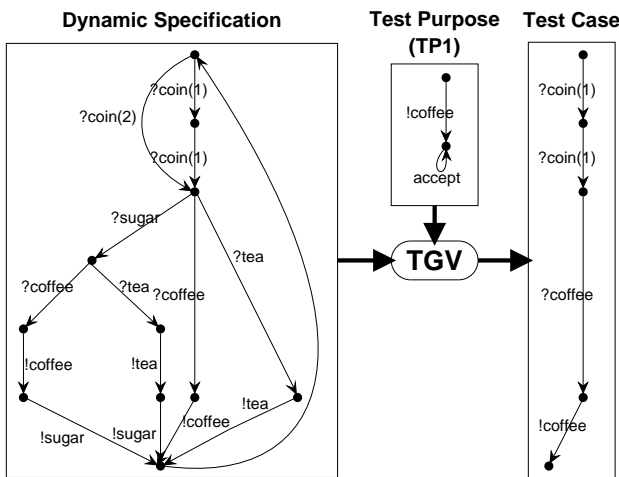 Dynamic Specification
Test Purpose
(TP1)
Test Case
?coin(1)
?coin(2)
?coin(1)
?sugar
?tea
?coffee
?tea
?coffee
!coffee
!tea
!sugar
!sugar
!coffee
!tea
!coffee
accept
TGV
?coin(1)
?coin(1)
?coffee
!coffee